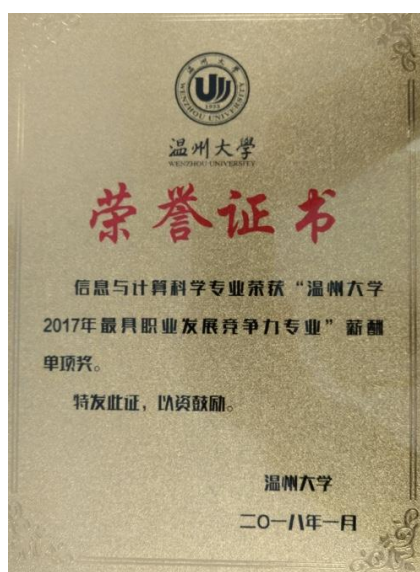 温州大学
WENZHOU UNIVERSITY
1933
温州大学
WENZHOU UNIVERSITY
荣誉证书
信息与计算科学专业荣获“温州大学
2017年最具职业发展竞争力专业”薪酬
单项奖。
特发此证，以资鼓励。
温州大学
二〇一八年一月